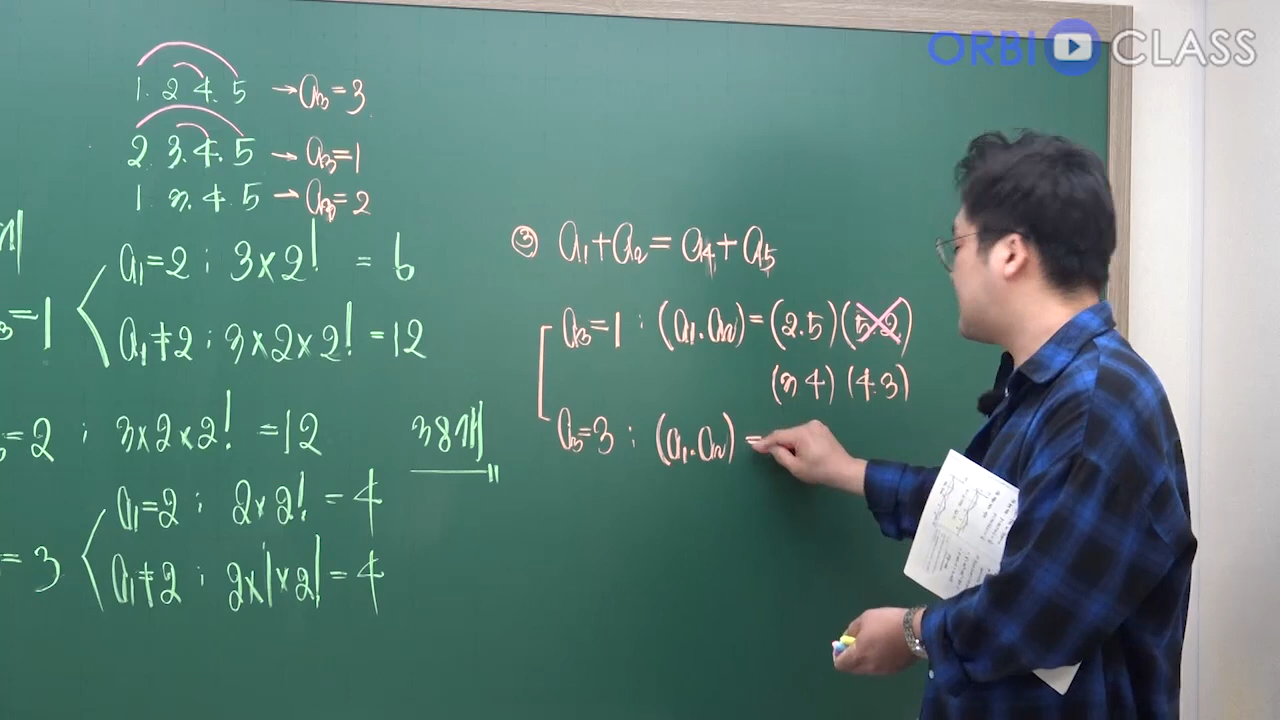 ORBI CLASS
1. 2. 4. 5 → a₃=3
2 3. 4. 5 → a₃=1
1 3. 4. 5 → a₃=2
a₁=2 ; 3×2! = 6
=1
a₁≠2 ; 3×2×2! =12
=2 ; 3×2×2! =12
38개
a₁=2 ; 2×2! = 4
= 3
a₁≠2 ; 2×1×2! = 4
③ a₁+a₂= a₄+a₅
a₃=1 : (a₁.a₂)=(2.5)(5 2)
(3 4) (4.3)
a₃=3 : (a₁.a₂) =